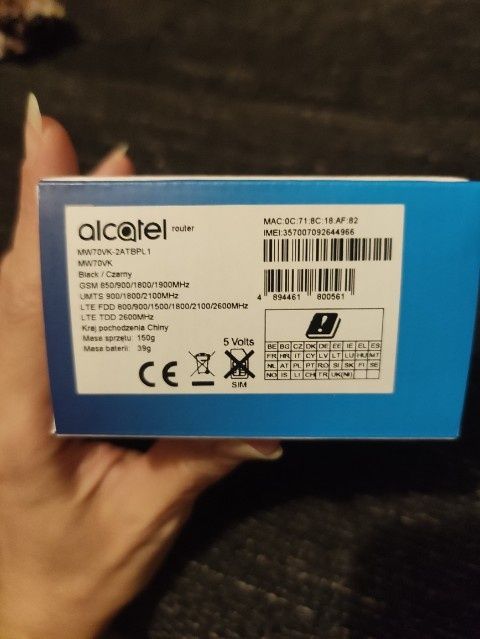 alcatel router
MW70VK-2ATBPL1
MW70VK
Black / Czarny
GSM 850/900/1800/1900MHz
UMTS 900/1800/2100MHz
LTE FDD 800/900/1500/1800/2100/2600MHz
LTE TDD 2600MHz
Kraj pochodzenia Chiny
Masa sprzętu: 150g
Masa baterii: 39g
CE
5 Volts
SIM
MAC:0C:71:8C:18:AF:82
IMEI:357007092644966
4 894461 800561
BE BG CZ DK DE EE IE EL ES
FR HR IT CY LV LT LU HU MT
NL AT PL PT RO SI SK FI SE
NO IS LI CH TR UK(NI)